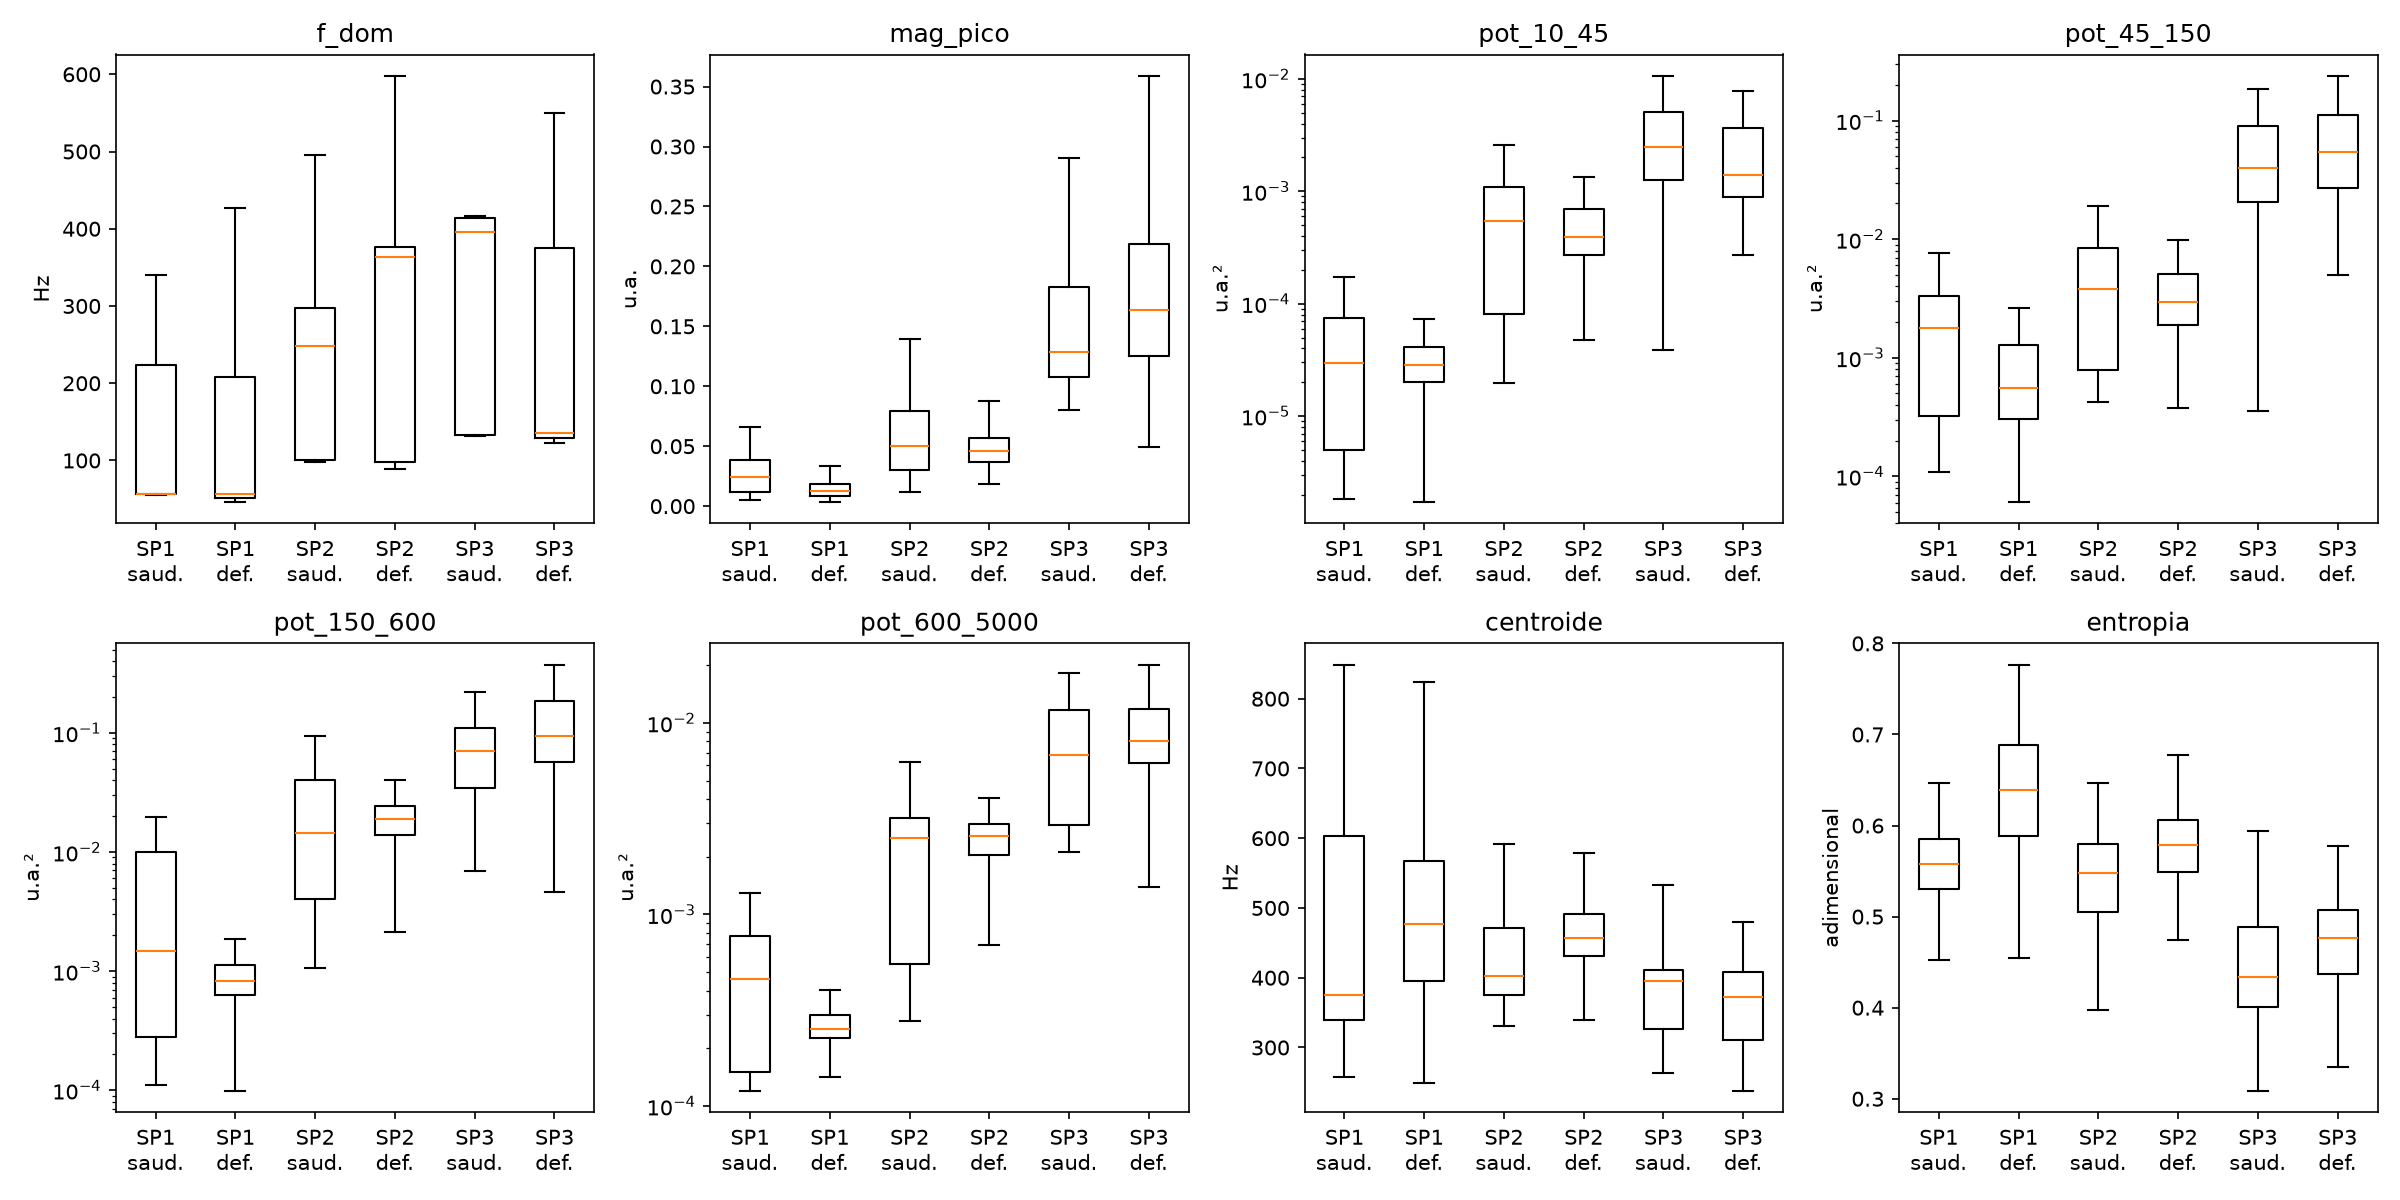 f_dom
mag_pico
pot_10_45
pot_45_150
600
500
400
300
200
100
Hz
SP1 SP1 SP2 SP2 SP3 SP3
saud. def. saud. def. saud. def.
0.35
0.30
0.25
0.20
0.15
0.10
0.05
0.00
u.a.
SP1 SP1 SP2 SP2 SP3 SP3
saud. def. saud. def. saud. def.
10⁻²
10⁻³
10⁻⁴
10⁻⁵
u.a.²
SP1 SP1 SP2 SP2 SP3 SP3
saud. def. saud. def. saud. def.
10⁻¹
10⁻²
10⁻³
10⁻⁴
u.a.²
SP1 SP1 SP2 SP2 SP3 SP3
saud. def. saud. def. saud. def.
pot_150_600
pot_600_5000
centroide
entropia
10⁻¹
10⁻²
10⁻³
10⁻⁴
u.a.²
SP1 SP1 SP2 SP2 SP3 SP3
saud. def. saud. def. saud. def.
10⁻²
10⁻³
10⁻⁴
u.a.²
SP1 SP1 SP2 SP2 SP3 SP3
saud. def. saud. def. saud. def.
800
700
600
500
400
300
Hz
SP1 SP1 SP2 SP2 SP3 SP3
saud. def. saud. def. saud. def.
0.8
0.7
0.6
0.5
0.4
0.3
adimensional
SP1 SP1 SP2 SP2 SP3 SP3
saud. def. saud. def. saud. def.